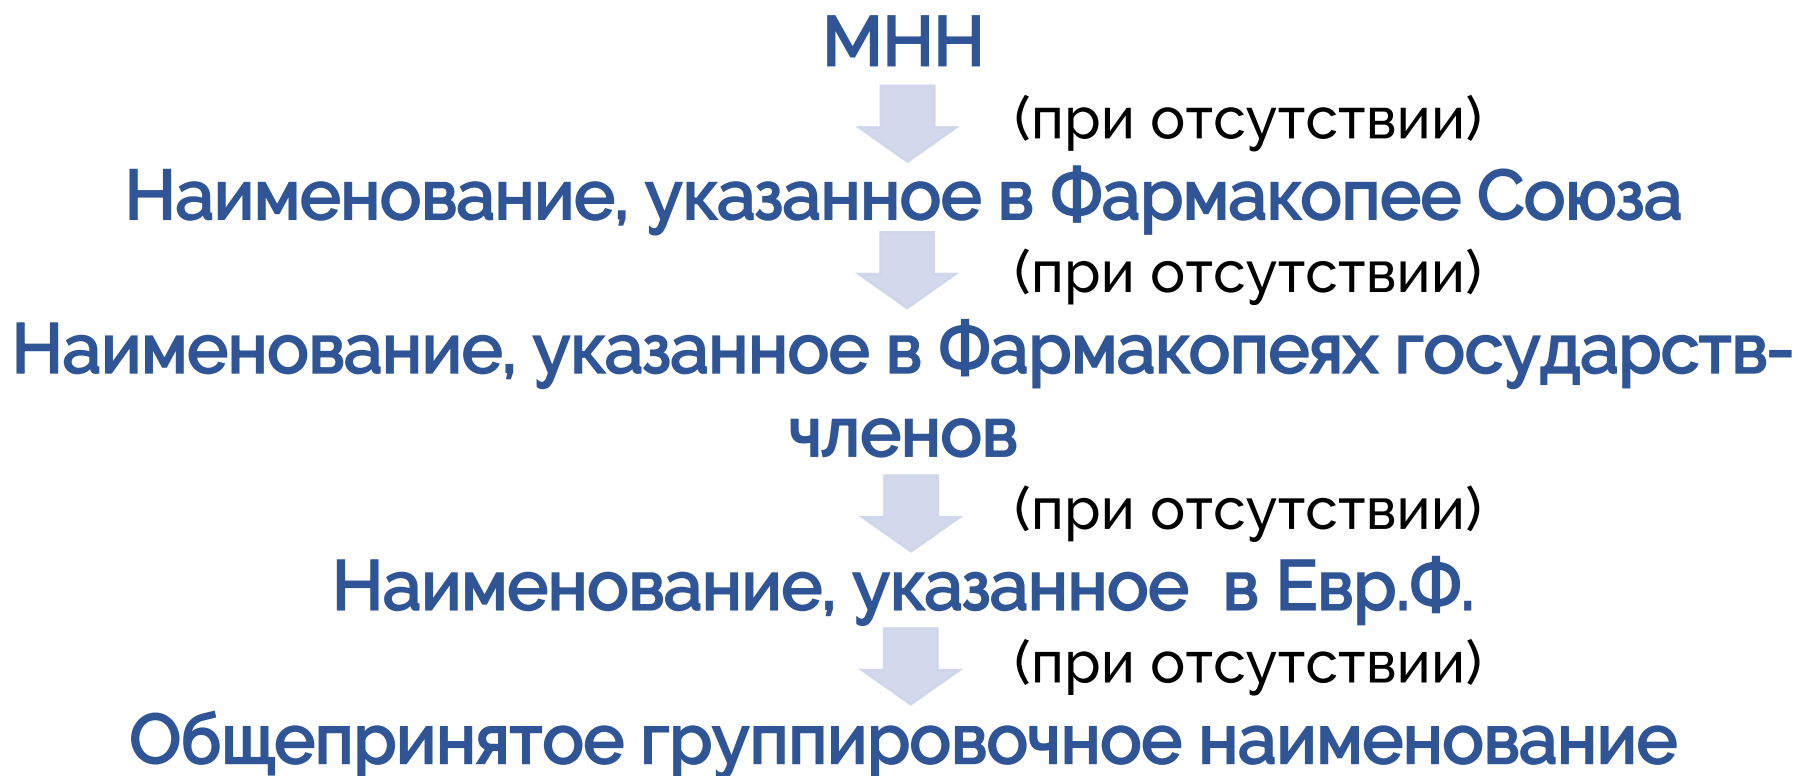 МНН
(при отсутствии)
Наименование, указанное в Фармакопее Союза
(при отсутствии)
Наименование, указанное в Фармакопеях государств-
членов
(при отсутствии)
Наименование, указанное  в Евр.Ф.
(при отсутствии)
Общепринятое группировочное наименование